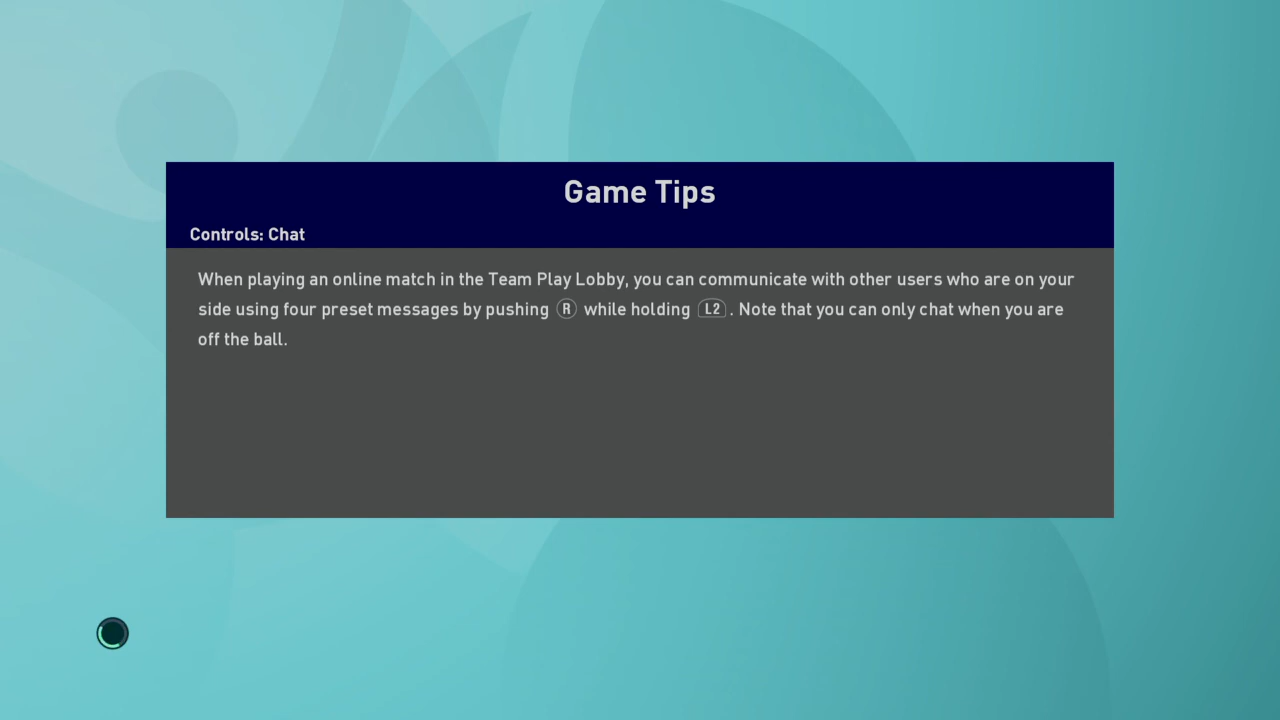 Game Tips
Controls: Chat
When playing an online match in the Team Play Lobby, you can communicate with other users who are on your
side using four preset messages by pushing R while holding L2. Note that you can only chat when you are
off the ball.